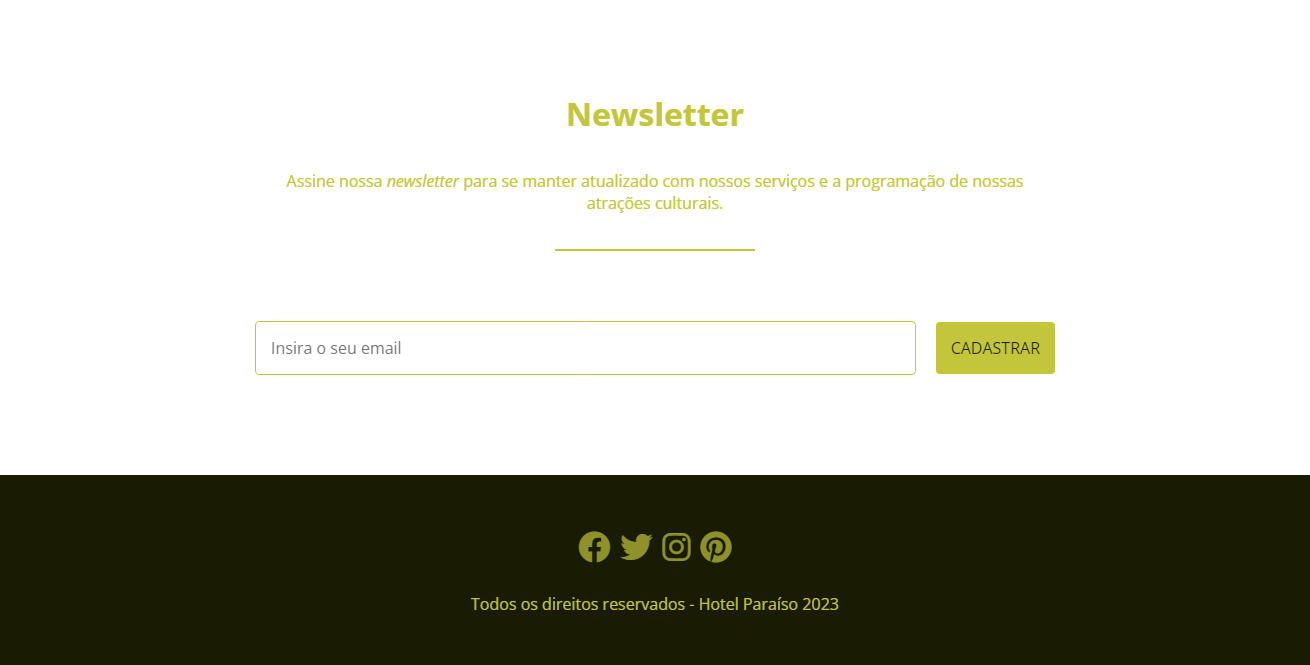 Newsletter
Assine nossa newsletter para se manter atualizado com nossos serviços e a programação de nossas
atrações culturais.
Insira o seu email
CADASTRAR
Todos os direitos reservados - Hotel Paraíso 2023